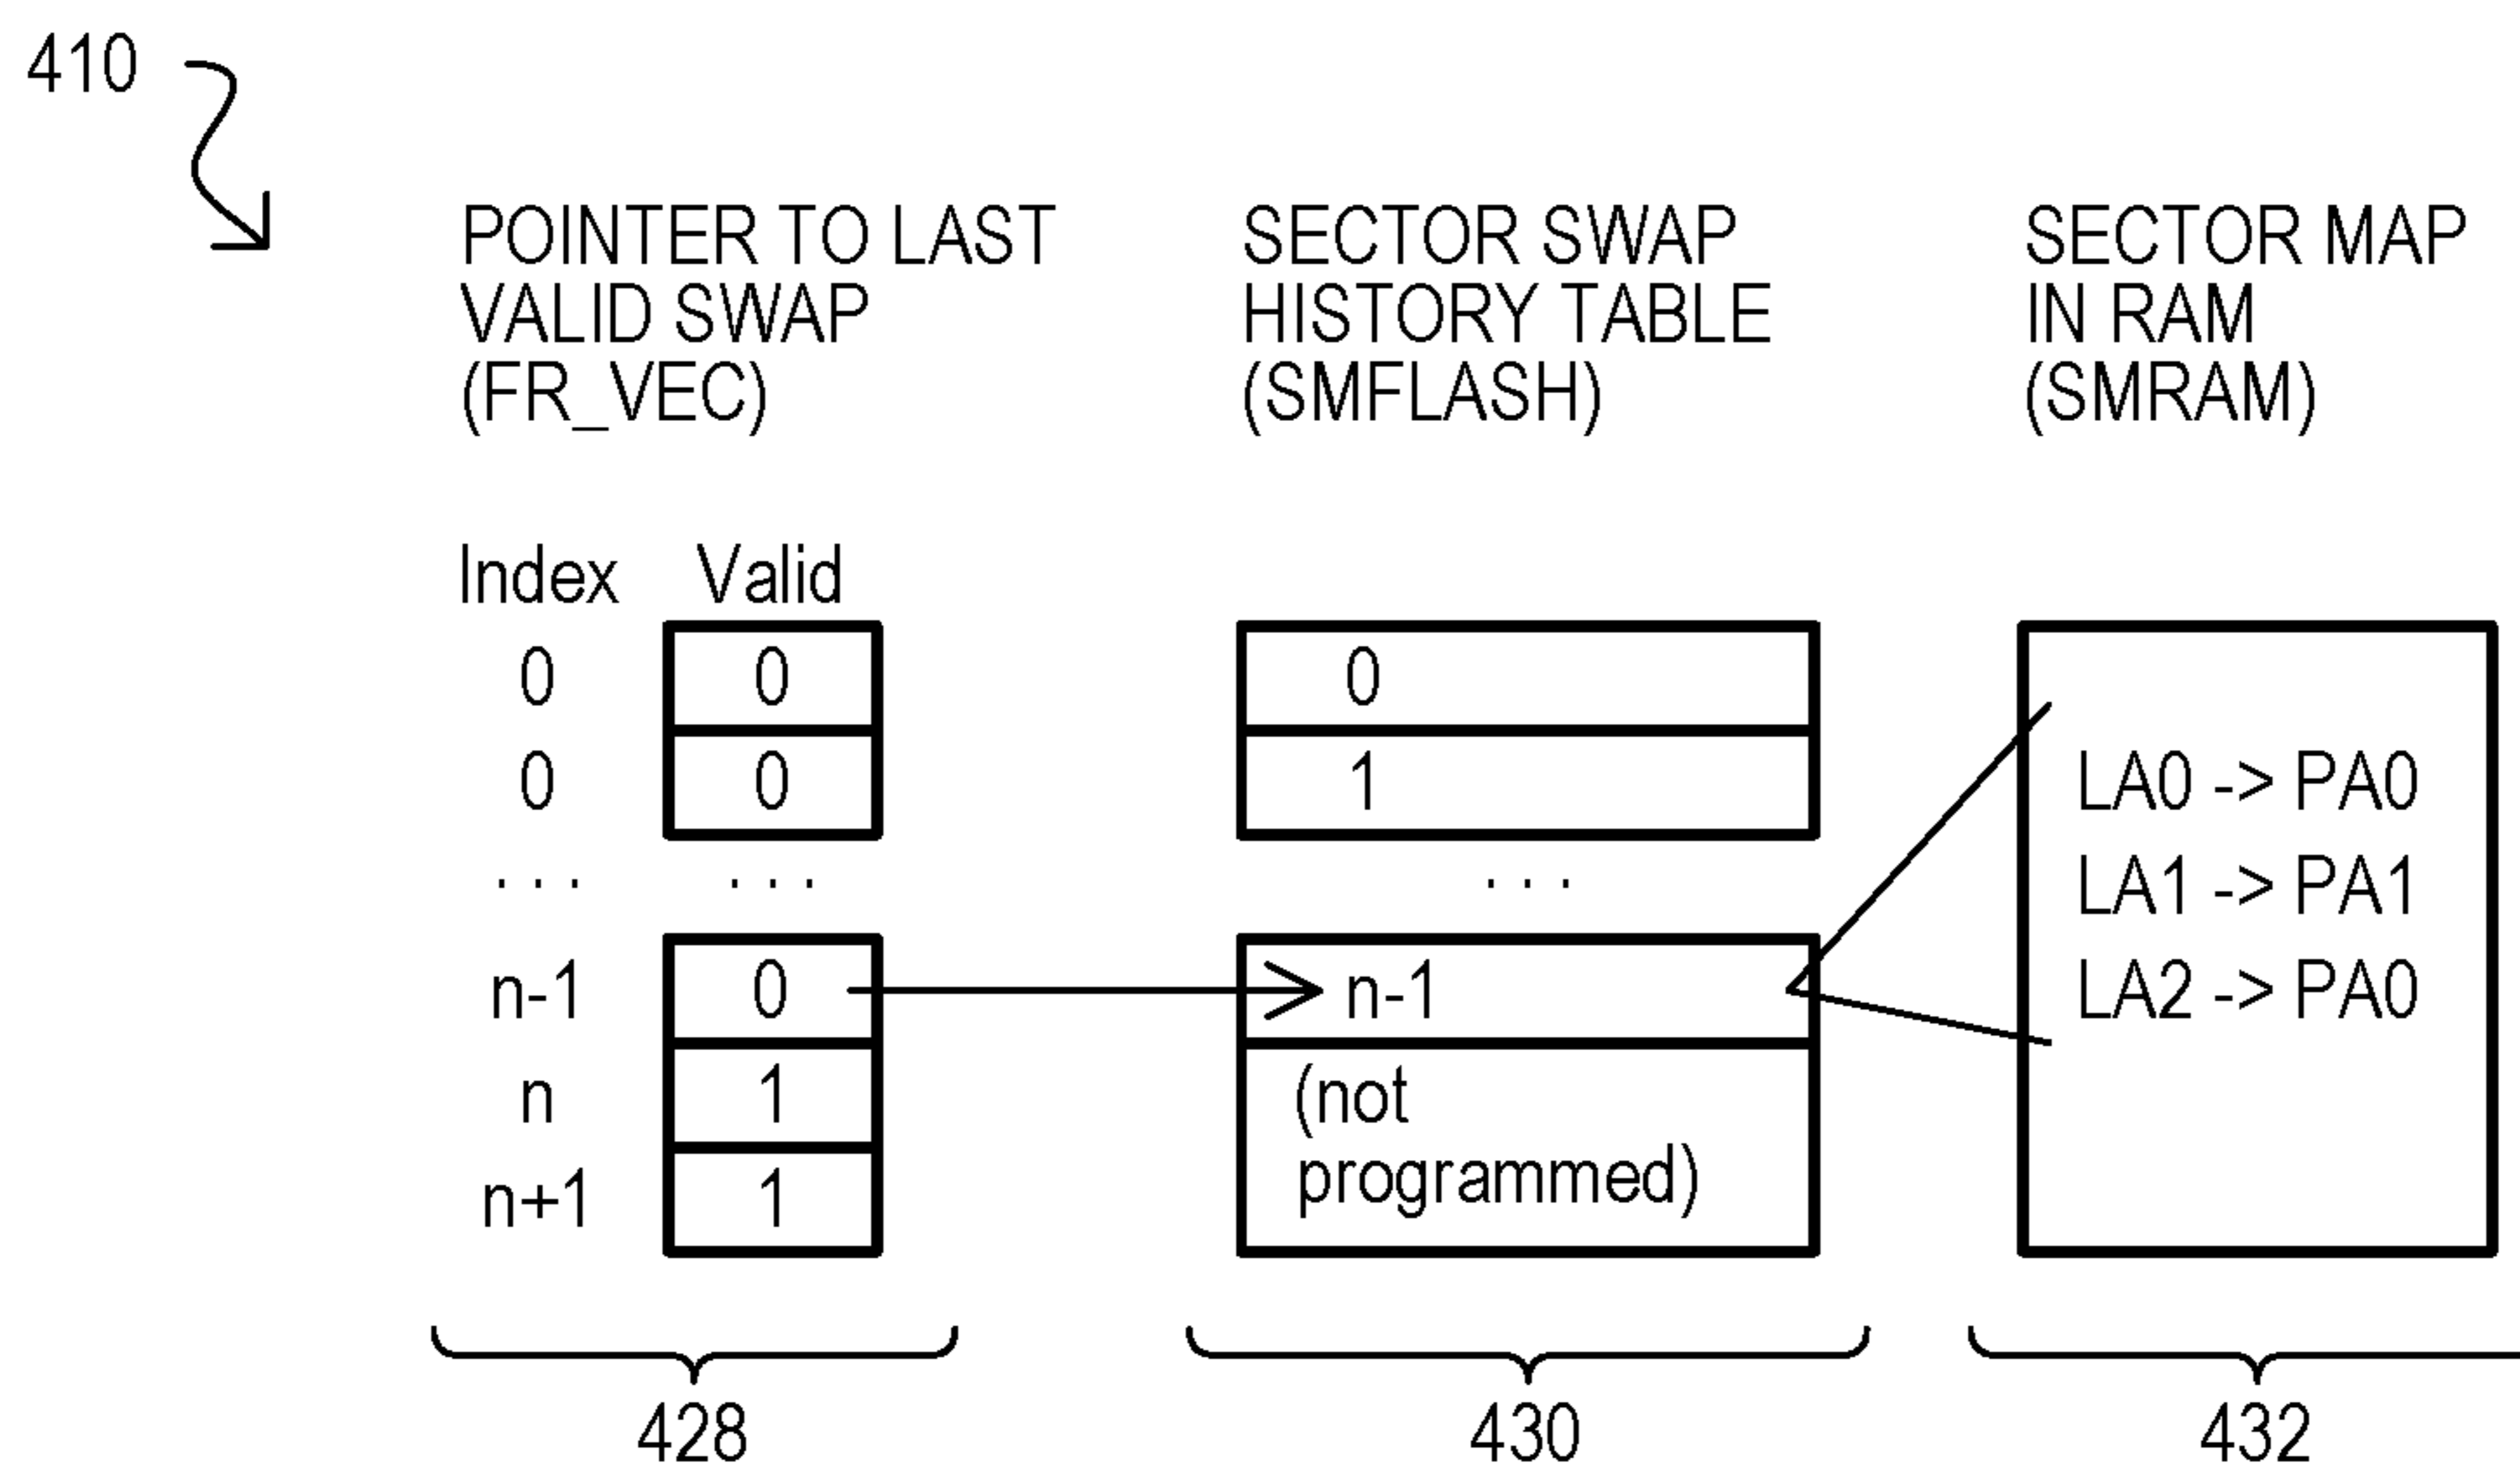 410
POINTER TO LAST
VALID SWAP
(FR_VEC)
SECTOR SWAP
HISTORY TABLE
(SMFLASH)
SECTOR MAP
IN RAM
(SMRAM)
Index Valid
0 0 0
0 0 1
... ... ...
n-1 0 n-1
n 1
n+1 1
(not
programmed)
LA0 -> PA0
LA1 -> PA1
LA2 -> PA0
428 430 432